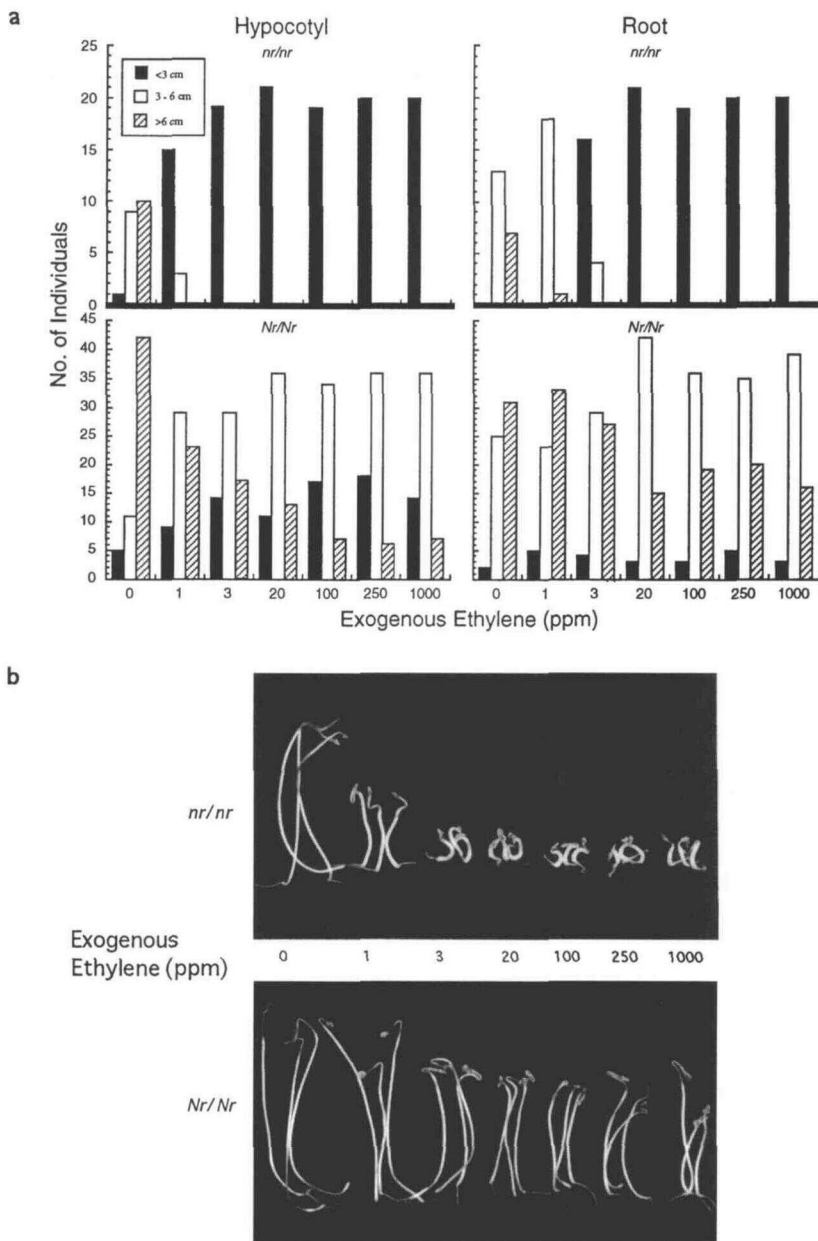 a
Hypocotyl
Root
nr/nr
nr/nr
<3 cm
3 - 6 cm
>6 cm
25
20
15
10
5
0
Nr/Nr
Nr/Nr
45
40
35
30
25
20
15
10
5
0
No. of Individuals
0 1 3 20 100 250 1000
0 1 3 20 100 250 1000
Exogenous Ethylene (ppm)
b
nr/nr
Exogenous
Ethylene (ppm)
0 1 3 20 100 250 1000
Nr/Nr